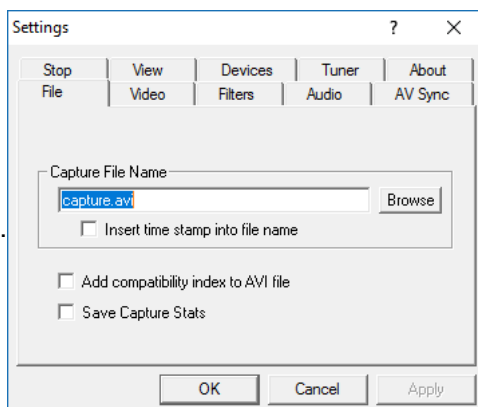 Settings ? ×
Stop View Devices Tuner About
File Video Filters Audio AV Sync
Capture File Name
capture.avi Browse
Insert time stamp into file name
.
Add compatibility index to AVI file
Save Capture Stats
OK Cancel Apply